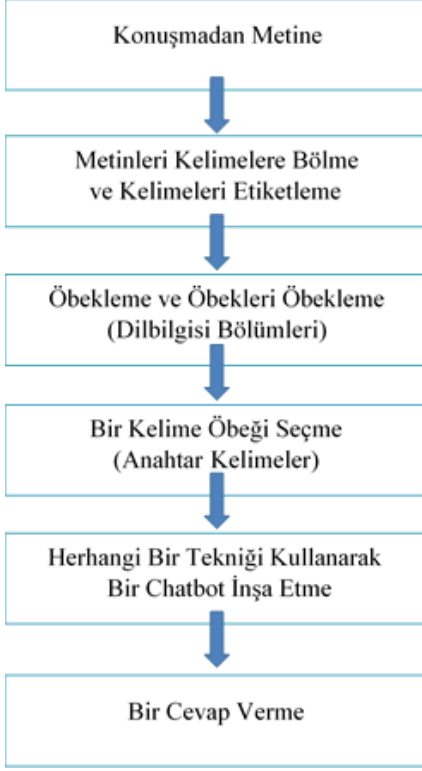 Konuşmadan Metine
Metinleri Kelimelere Bölme
ve Kelimeleri Etiketleme
Öbekleme ve Öbekleri Öbekleme
(Dilbilgisi Bölümleri)
Bir Kelime Öbeği Seçme
(Anahtar Kelimeler)
Herhangi Bir Tekniği Kullanarak
Bir Chatbot İnşa Etme
Bir Cevap Verme